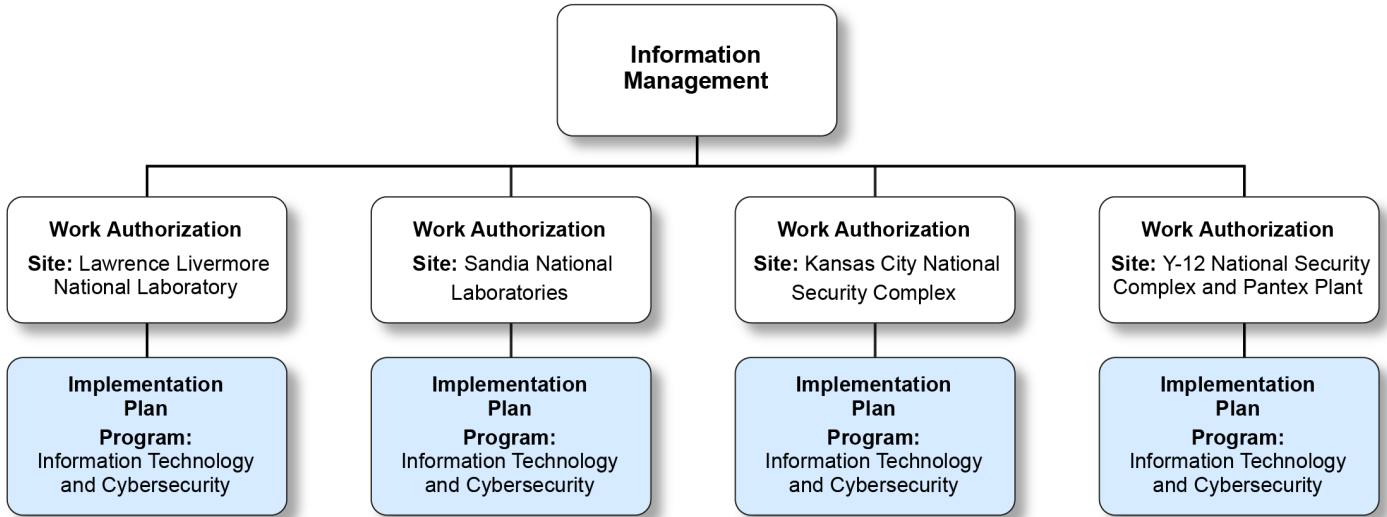 Information
Management
Work Authorization
Site: Lawrence Livermore
National Laboratory
Work Authorization
Site: Sandia National
Laboratories
Work Authorization
Site: Kansas City National
Security Complex
Work Authorization
Site: Y-12 National Security
Complex and Pantex Plant
Implementation
Plan
Program:
Information Technology
and Cybersecurity
Implementation
Plan
Program:
Information Technology
and Cybersecurity
Implementation
Plan
Program:
Information Technology
and Cybersecurity
Implementation
Plan
Program:
Information Technology
and Cybersecurity